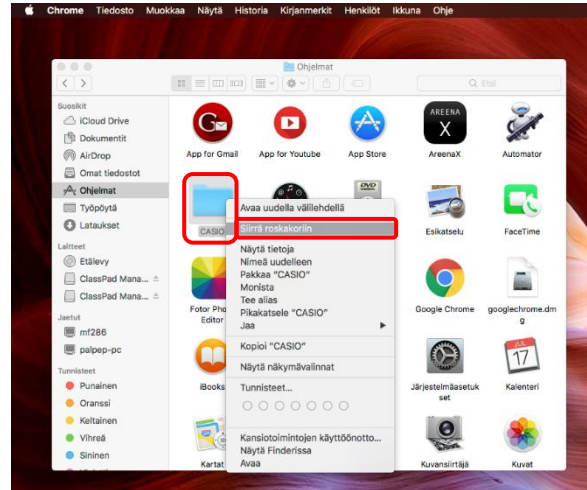 Chrome Tiedosto Muokkaa Näytä Historia Kirjanmerkit Henkilöt Ikkuna Ohje
Ohjelmat
Etsi
Suosikit
iCloud Drive
Dokumentit
AirDrop
Omat tiedostot
Ohjelmat
Työpöytä
Lataukset
Laitteet
Etälevy
ClassPad Mana...
ClassPad Mana...
Jaetut
mf286
palpep-pc
Tunnisteet
Punainen
Oranssi
Keltainen
Vihreä
Sininen
App for Gmail App for Youtube App Store AreenaX Automator
AREENA
X
CASIO
DVD
Esikatselu FaceTime
Fotor Pho
Editor
Google Chrome googlechrome.dm
g
iBooks
Järjestelmäasetuk
set
JUL
17
Kalenteri
Kartat
Kuvansiirtäjä Kuvat
Avaa uudella välilehdellä
Siirrä roskakoriin
Näytä tietoja
Nimeä uudelleen
Pakkaa "CASIO"
Monista
Tee alias
Pikakatsele "CASIO"
Jaa
Kopioi "CASIO"
Näytä näkymävalinnat
Tunnisteet...
Kansiotoimintojen käyttöönotto...
Näytä Finderissa
Avaa